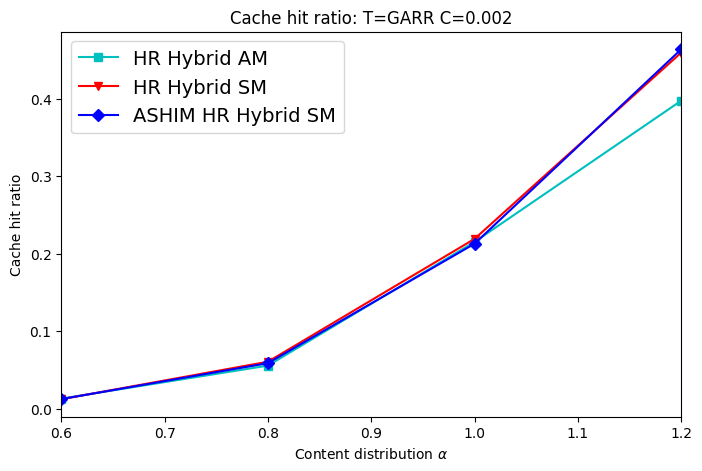 Cache hit ratio: T=GARR C=0.002
HR Hybrid AM
HR Hybrid SM
ASHIM HR Hybrid SM
Cache hit ratio
0.4
0.3
0.2
0.1
0.0
0.6 0.7 0.8 0.9 1.0 1.1 1.2
Content distribution α